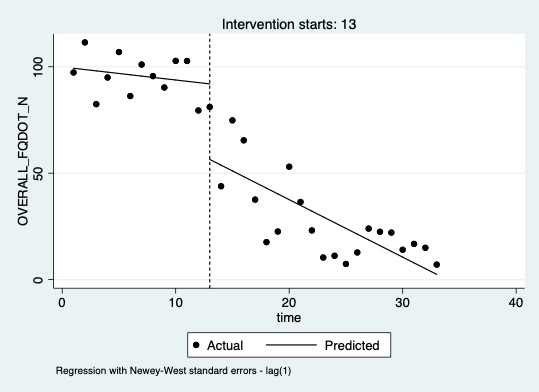 Intervention starts: 13
OVERALL_FQDOT_N
100
50
0
0 10 20 30 40
time
Actual Predicted
Regression with Newey-West standard errors - lag(1)